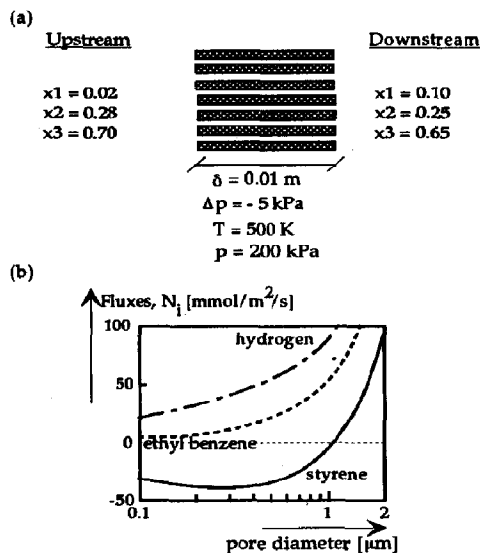 (a)
Upstream
Downstream
x1 = 0.02
x2 = 0.28
x3 = 0.70
x1 = 0.10
x2 = 0.25
x3 = 0.65
δ = 0.01 m
Δp = - 5 kPa
T = 500 K
p = 200 kPa
(b)
Fluxes, N_i [mmol/m²/s]
100
50
0
-50
hydrogen
ethyl benzene
styrene
0.1
1
2
pore diameter [μm]